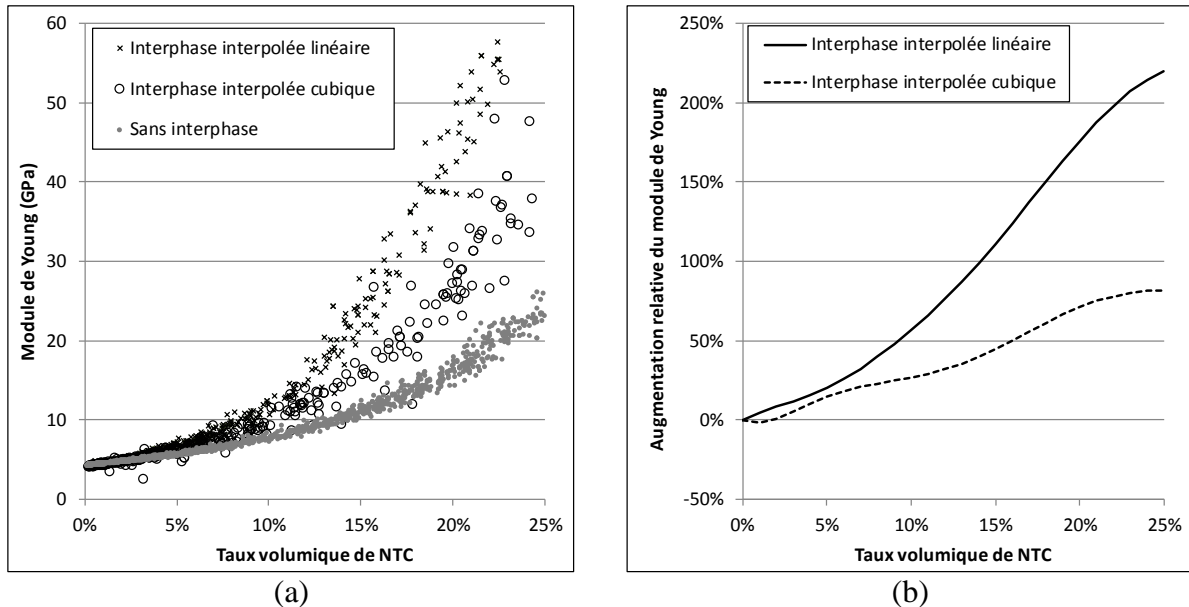 60
50
40
30
20
10
0
Module de Young (GPa)
Interphase interpolée linéaire
Interphase interpolée cubique
Sans interphase
0% 5% 10% 15% 20% 25%
Taux volumique de NTC
(a)
250%
200%
150%
100%
50%
0%
-50%
Augmentation relative du module de Young
Interphase interpolée linéaire
Interphase interpolée cubique
0% 5% 10% 15% 20% 25%
Taux volumique de NTC
(b)